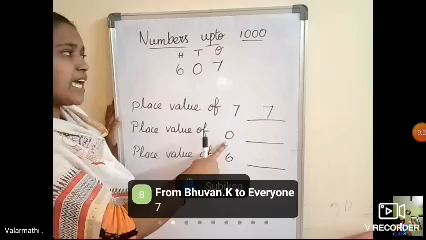 Numbers upto 1000
H T O
6 0 7
place value of 7 7
Place value of 0
Place value of 6
B From Bhuvan.K to Everyone
7
Valarmathi
V RECORDER